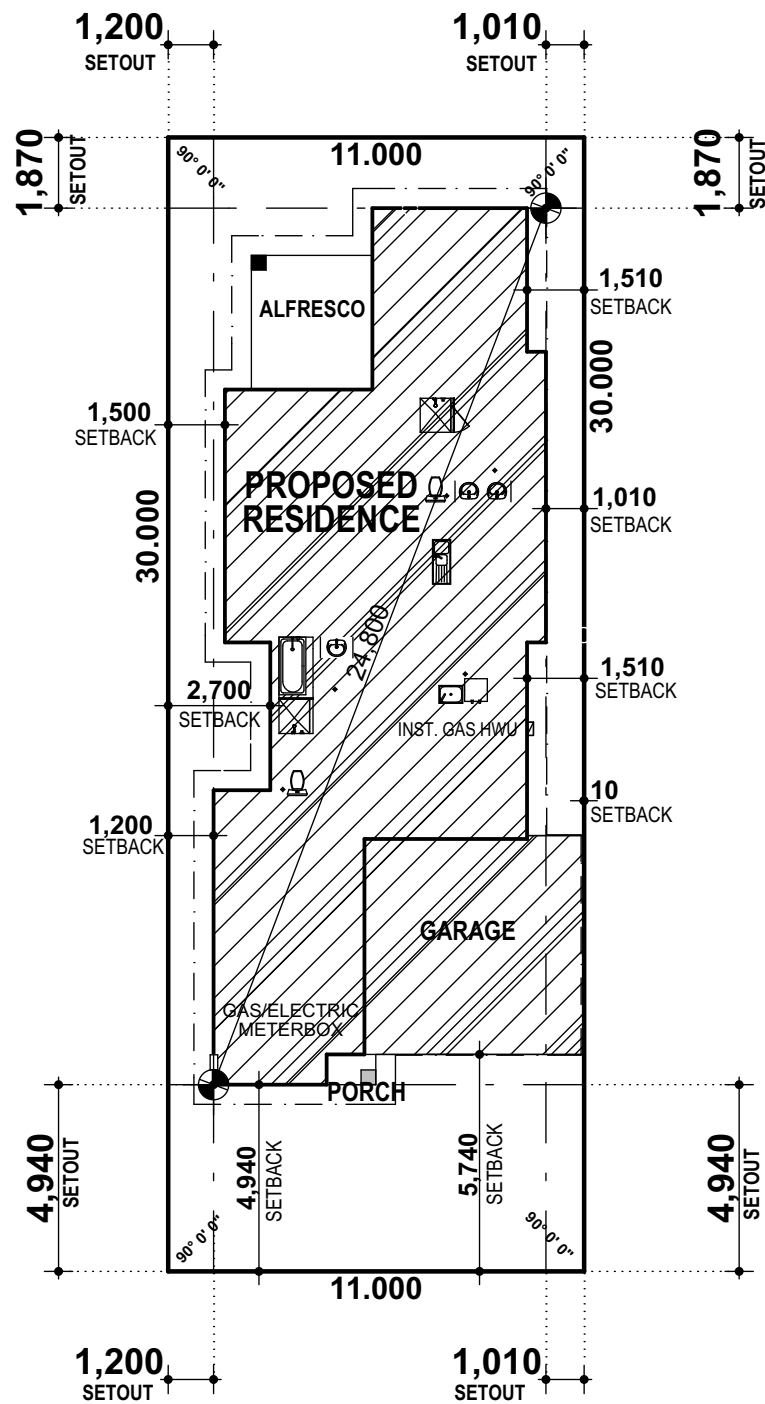 1,200
SETOUT
1,010
SETOUT
1,870
SETOUT
90° 0' 0"
11.000
90° 0' 0"
1,870
SETOUT
1,510
SETBACK
ALFRESCO
30.000
1,500
SETBACK
PROPOSED
RESIDENCE
1,010
SETBACK
30.000
24,800
1,510
SETBACK
2,700
SETBACK
INST. GAS HWU
10
SETBACK
1,200
SETBACK
GARAGE
GAS/ELECTRIC
METERBOX
PORCH
4,940
SETOUT
4,940
SETBACK
5,740
SETBACK
4,940
SETOUT
90° 0' 0"
90° 0' 0"
11.000
1,200
SETOUT
1,010
SETOUT